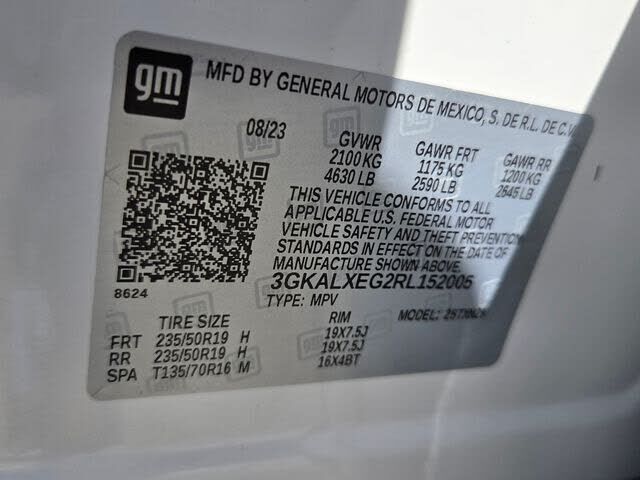 gm
MFD BY GENERAL MOTORS DE MEXICO, S. DE R.L. DE C.V
08/23
GVWR GAWR FRT GAWR RR
2100 KG 1175 KG 1200 KG
4630 LB 2590 LB 2645 LB
THIS VEHICLE CONFORMS TO ALL
APPLICABLE U.S. FEDERAL MOTOR
VEHICLE SAFETY AND THEFT PREVENTION
STANDARDS IN EFFECT ON THE DATE OF
MANUFACTURE SHOWN ABOVE.
8624
3GKALXEG2RL152005
TYPE: MPV MODEL:
TIRE SIZE RIM
FRT 235/50R19 H 19X7.5J
RR 235/50R19 H 19X7.5J
SPA T135/70R16 M 16X4BT